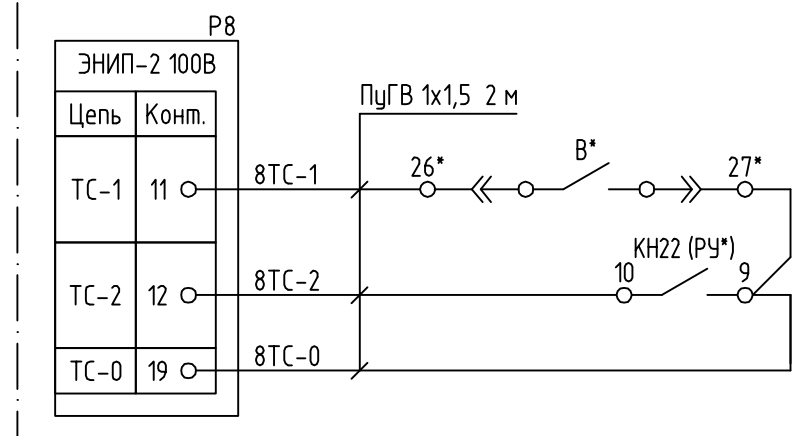 P8
ЭНИП-2 100В
Цепь Конт.
ПуГВ 1х1,5 2 м
ТС-1 11 8ТС-1 26* В* 27*
КН22 (РУ*)
ТС-2 12 8ТС-2 10 9
ТС-0 19 8ТС-0